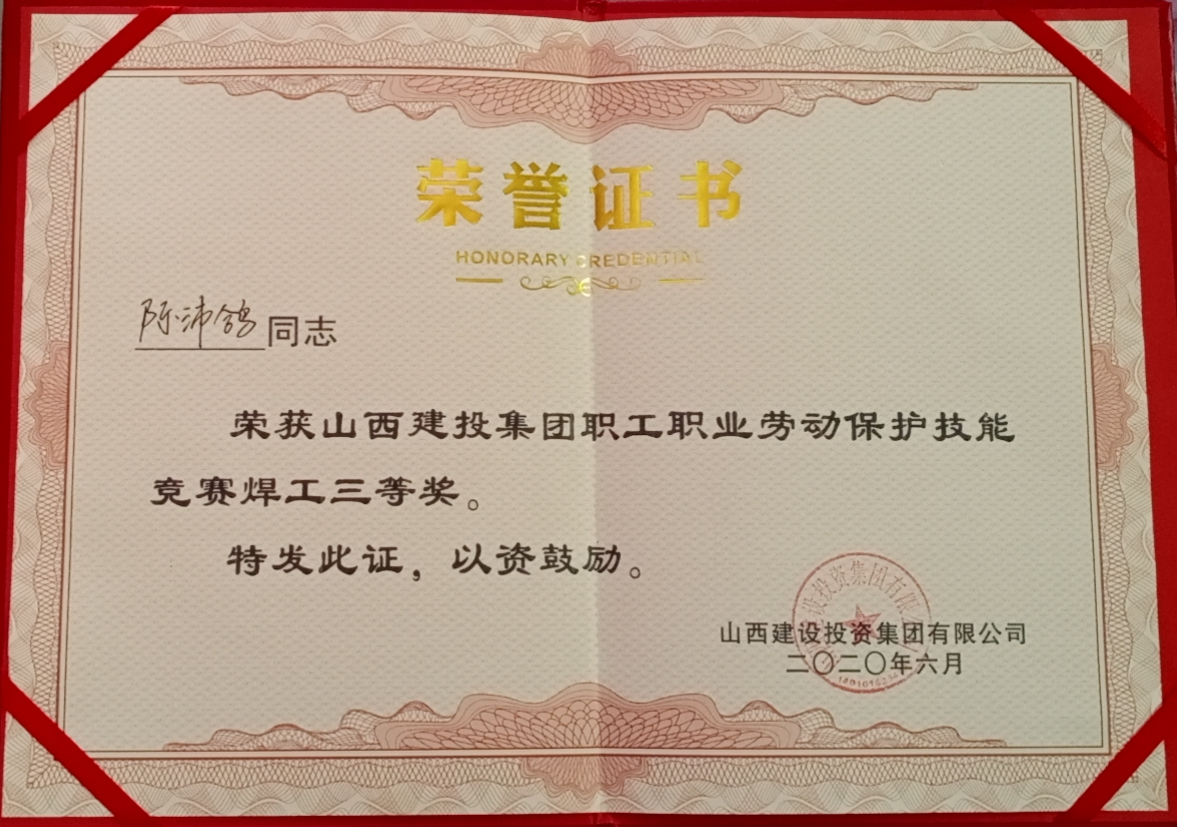 荣誉证书
HONORARY CREDENTIAL
陈沛鸽同志
荣获山西建投集团职工职业劳动保护技能
竞赛焊工三等奖。
特发此证，以资鼓励。
山西建设投资集团有限公司
二〇二〇年六月